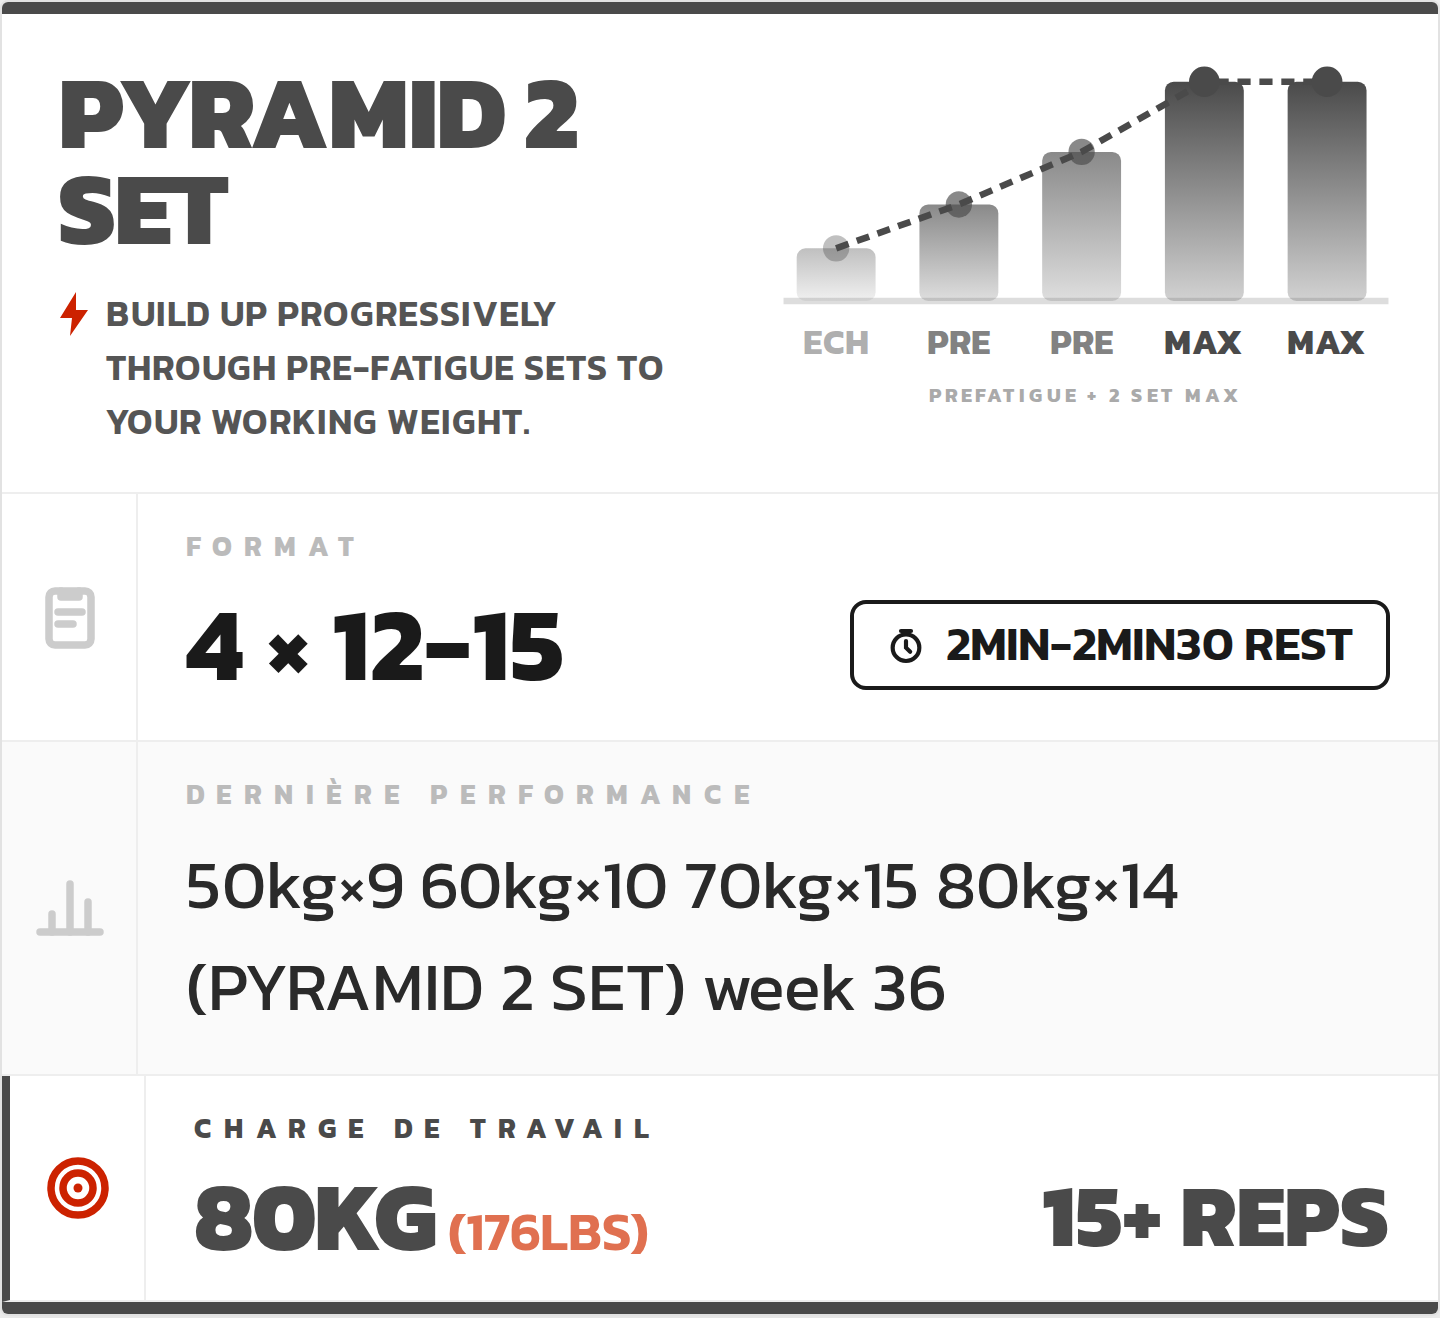 PYRAMID 2
SET
BUILD UP PROGRESSIVELY
THROUGH PRE–FATIGUE SETS TO
YOUR WORKING WEIGHT.
ECH PRE PRE MAX MAX
PREFATIGUE + 2 SET MAX
FORMAT
4 × 12–15
2MIN–2MIN30 REST
DERNIÈRE PERFORMANCE
50kg×9 60kg×10 70kg×15 80kg×14
(PYRAMID 2 SET) week 36
CHARGE DE TRAVAIL
80KG (176LBS)
15+ REPS